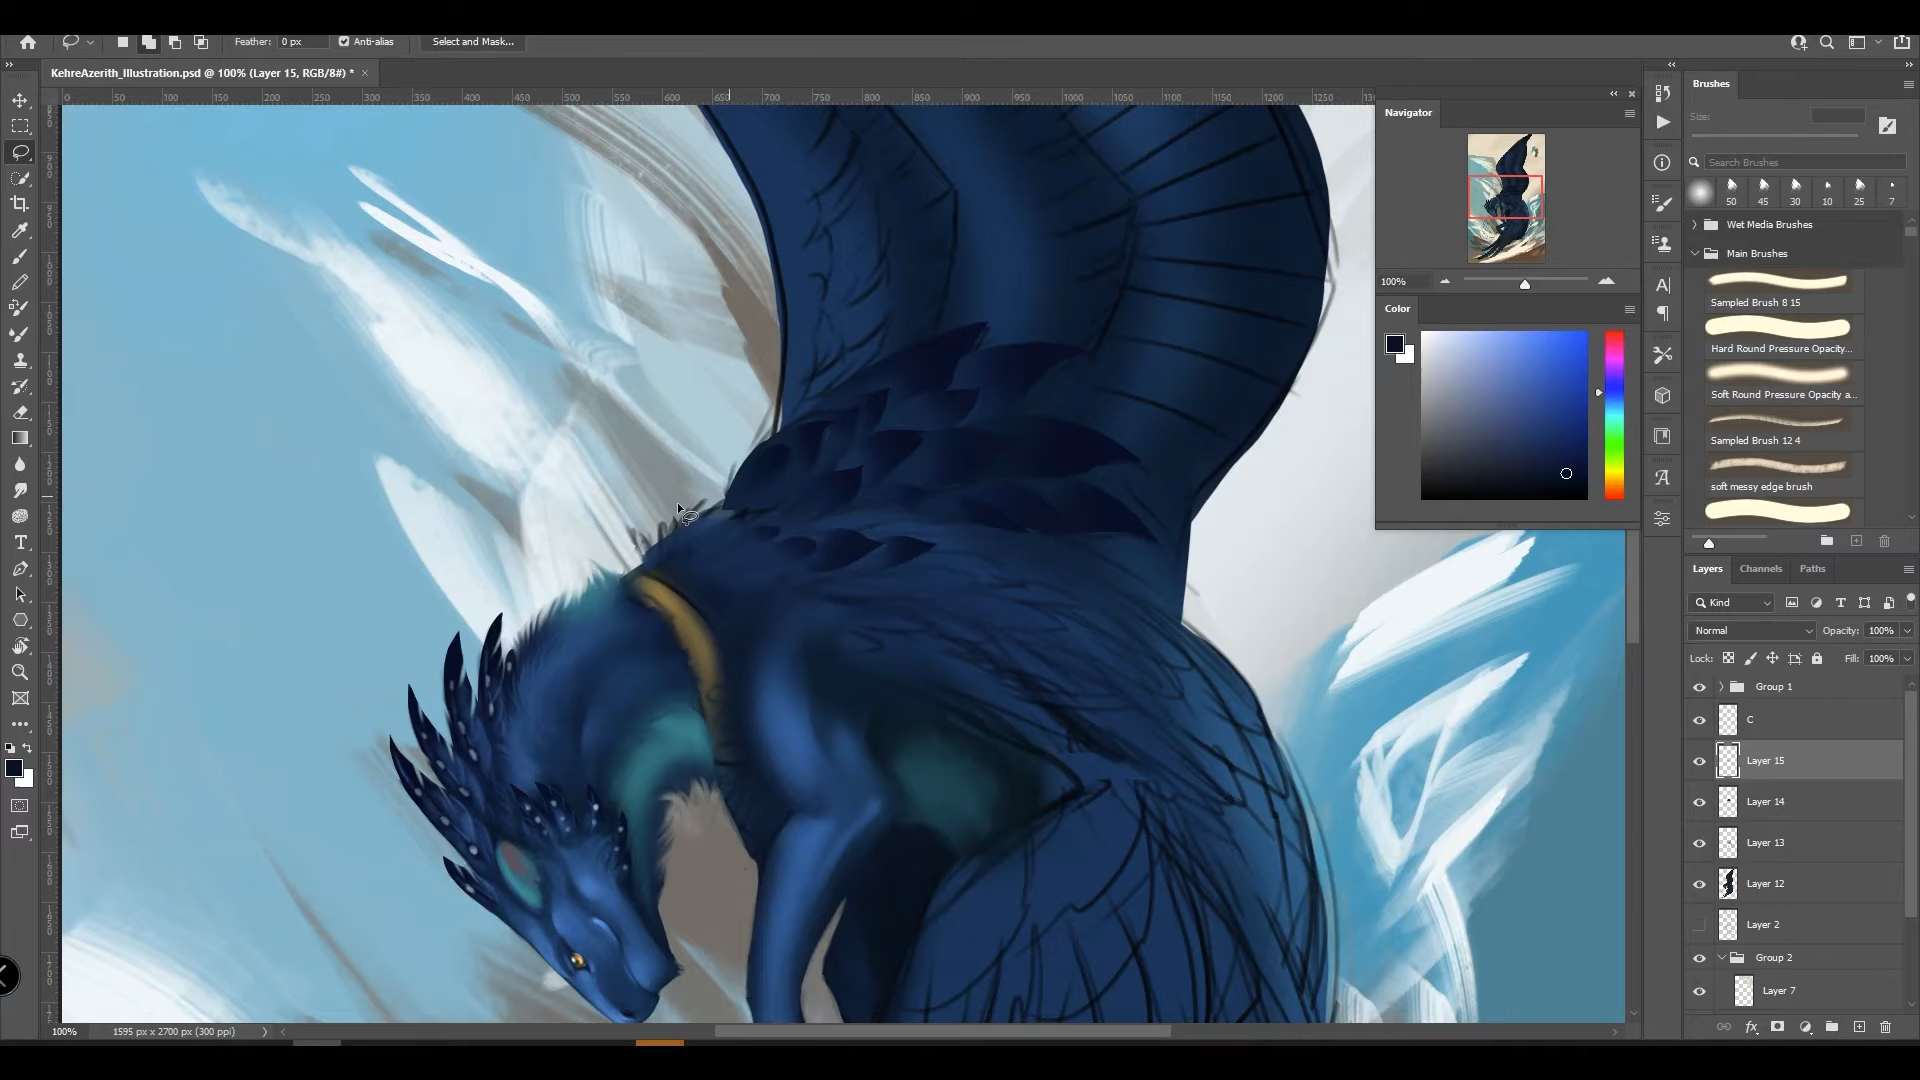 Feather: 0 px Anti-alias Select and Mask...
KehreAzerith_Illustration.psd @ 100% (Layer 15, RGB/8#) * ×
0 50 100 150 200 250 300 350 400 450 500 550 600 650 700 750 800 850 900 950 1000 1050 1100 1150 1200 1250
Navigator
100%
Color
Brushes
Size:
Search Brushes
50 45 30 10 25 7
Wet Media Brushes
Main Brushes
Sampled Brush 8 15
Hard Round Pressure Opacity...
Soft Round Pressure Opacity a...
Sampled Brush 12 4
soft messy edge brush
Layers Channels Paths
Kind
Normal Opacity: 100%
Lock: Fill: 100%
Group 1
C
Layer 15
Layer 14
Layer 13
Layer 12
Layer 2
Group 2
Layer 7
fx
100% 1595 px x 2700 px (300 ppi)